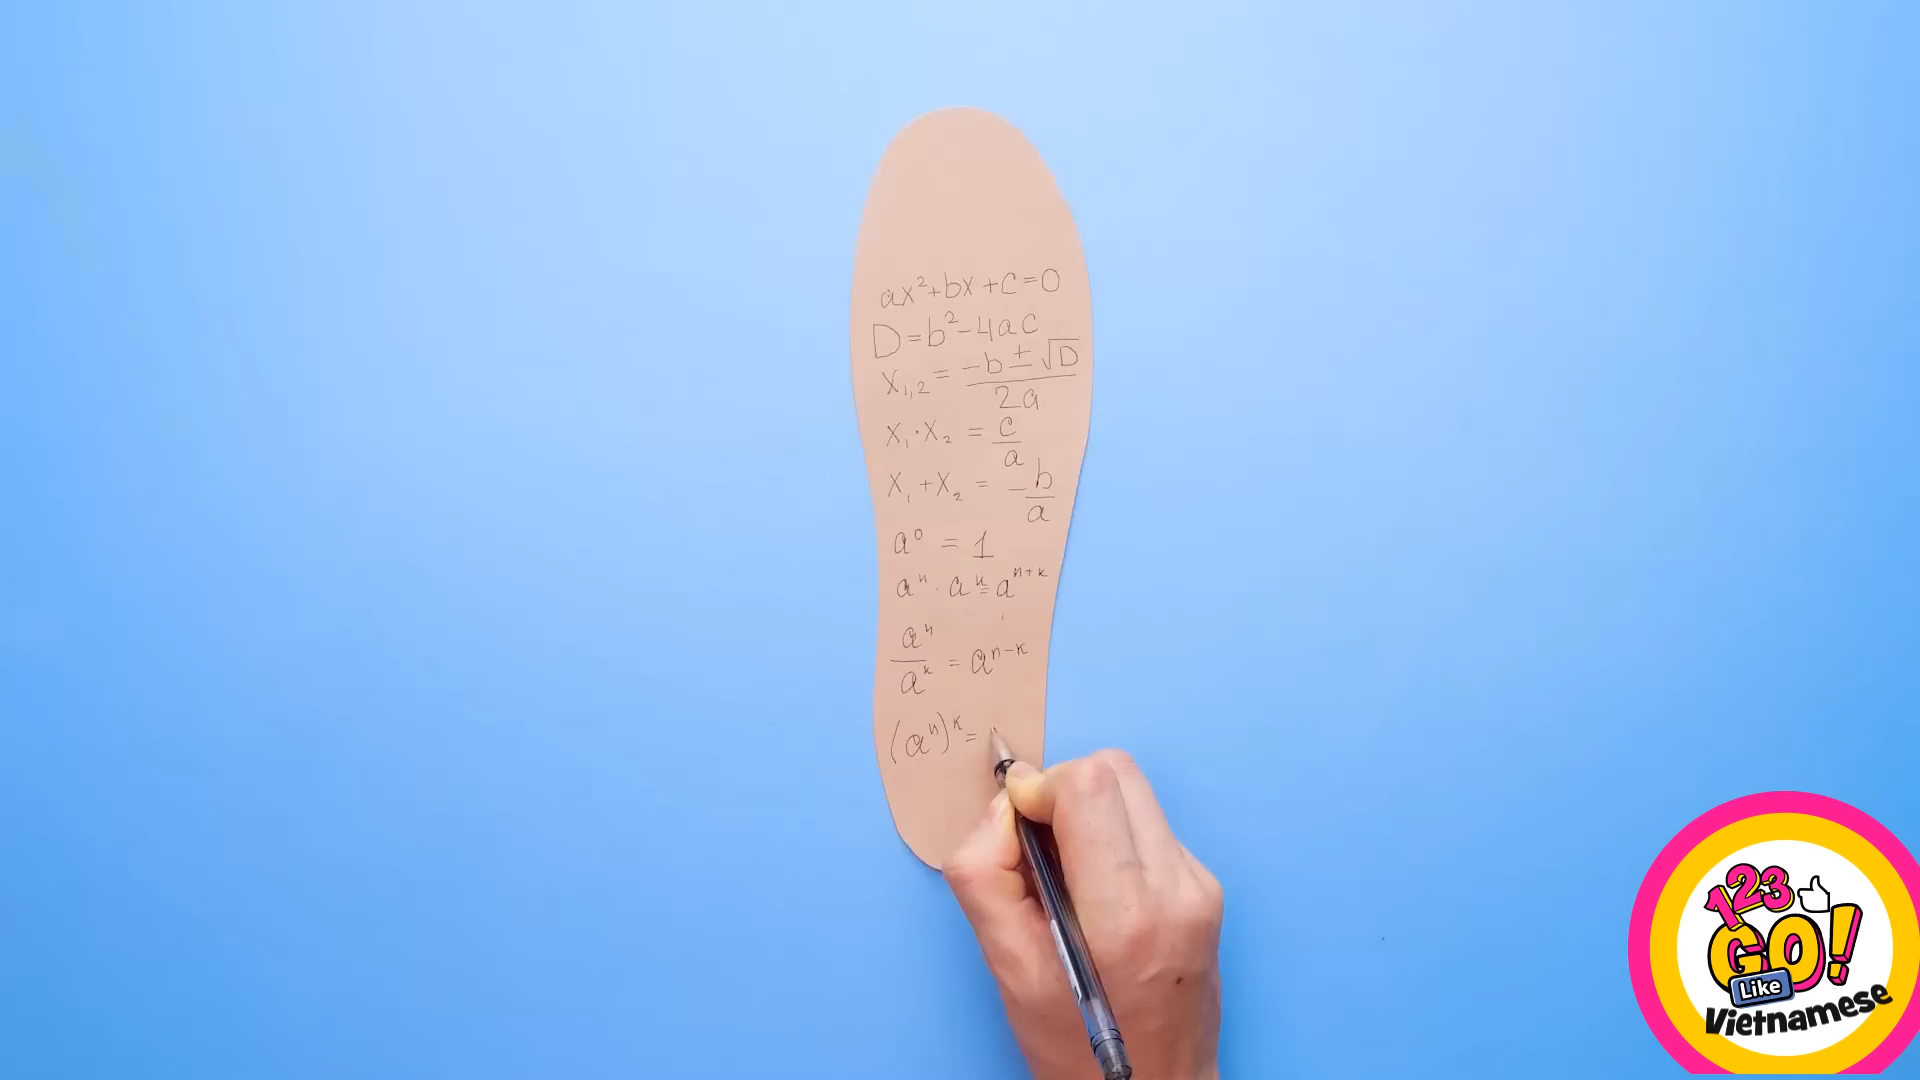 ax²+bx+c=0
D=b²-4ac
x₁,₂ = (-b±√D)/(2a)
x₁·x₂ = c/a
x₁+x₂ = -b/a
a⁰ = 1
aⁿ·aᵏ=aⁿ⁺ᵏ
aⁿ/aᵏ = aⁿ⁻ᵏ
(aⁿ)ᵏ=
123
GO!
Like
Vietnamese